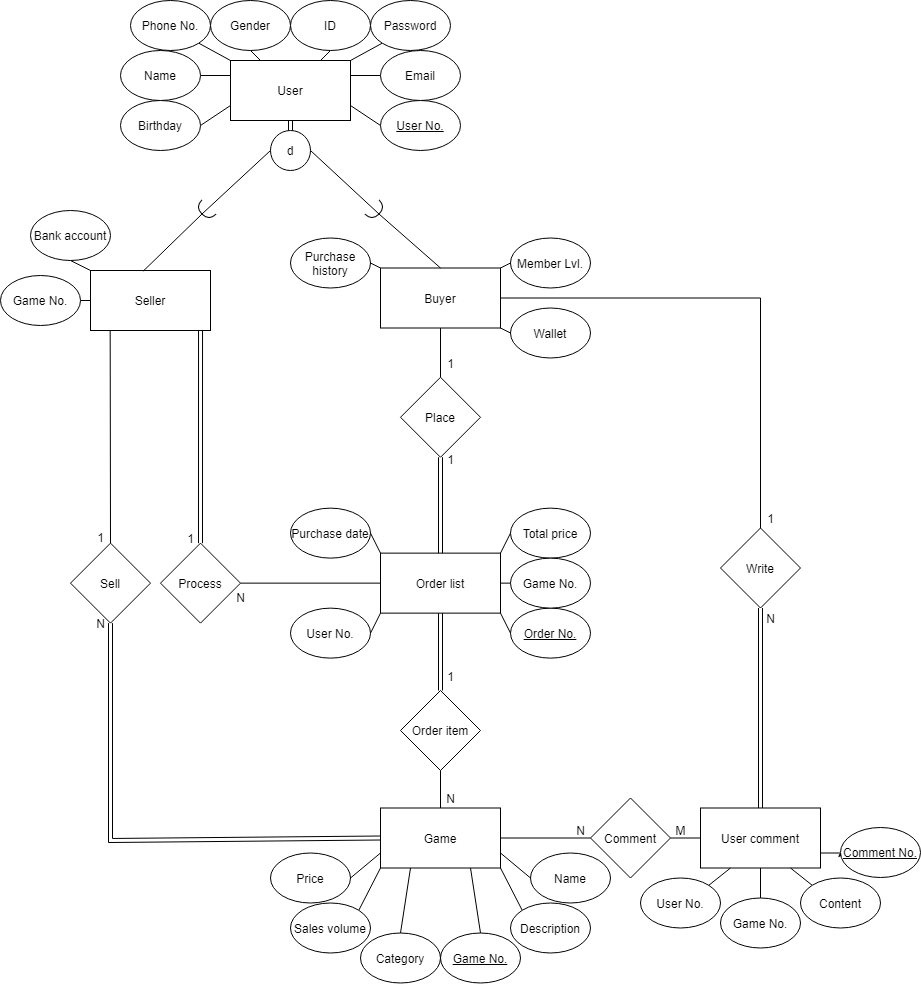 Phone No.
Gender
ID
Password
Name
User
Email
Birthday
User No.
d
Bank account
Purchase
history
Member Lvl.
Game No.
Seller
Buyer
Wallet
1
Place
1
1
Purchase date
Total price
1
1
Sell
Process
Order list
Game No.
Write
N
N
User No.
Order No.
N
1
Order item
N
Game
N
Comment
M
User comment
Comment No.
Price
Name
User No.
Content
Sales volume
Description
Game No.
Category
Game No.